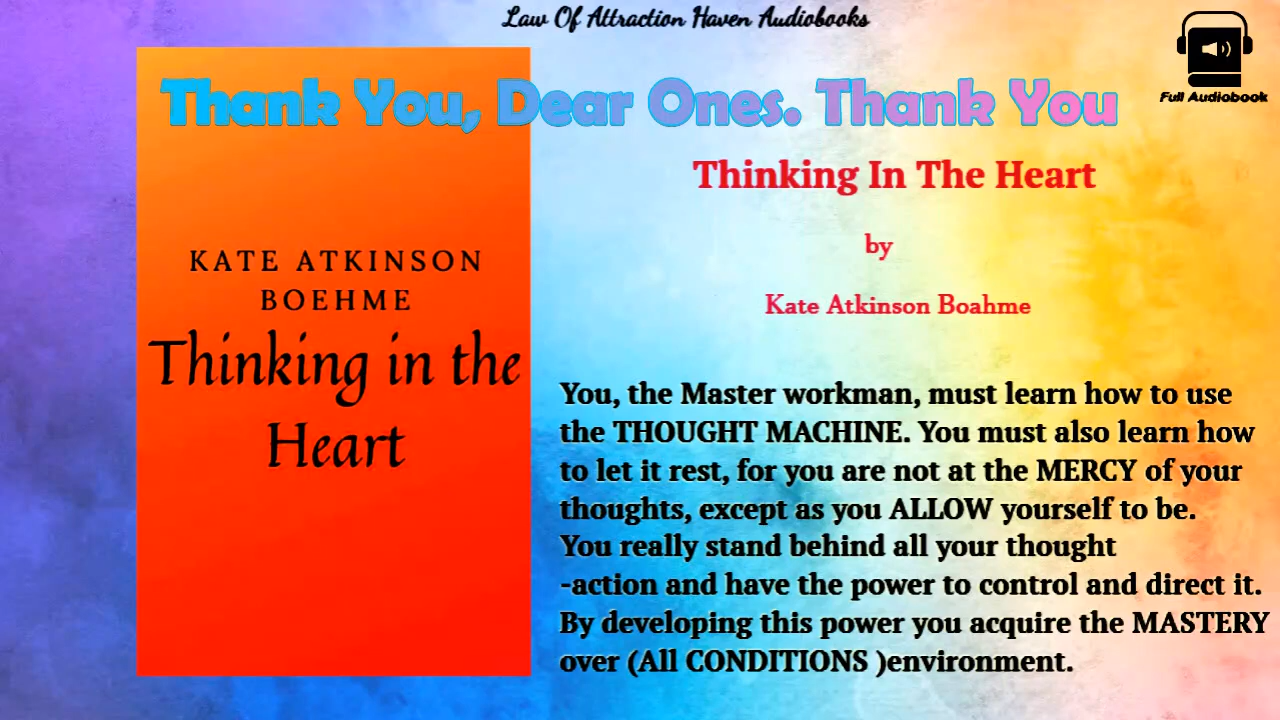 Law Of Attraction Haven Audiobooks
Full Audiobook
Thank You, Dear Ones. Thank You
KATE ATKINSON
BOEHME
Thinking in the
Heart
Thinking In The Heart
by
Kate Atkinson Boahme
You, the Master workman, must learn how to use
the THOUGHT MACHINE. You must also learn how
to let it rest, for you are not at the MERCY of your
thoughts, except as you ALLOW yourself to be.
You really stand behind all your thought
-action and have the power to control and direct it.
By developing this power you acquire the MASTERY
over (All CONDITIONS )environment.